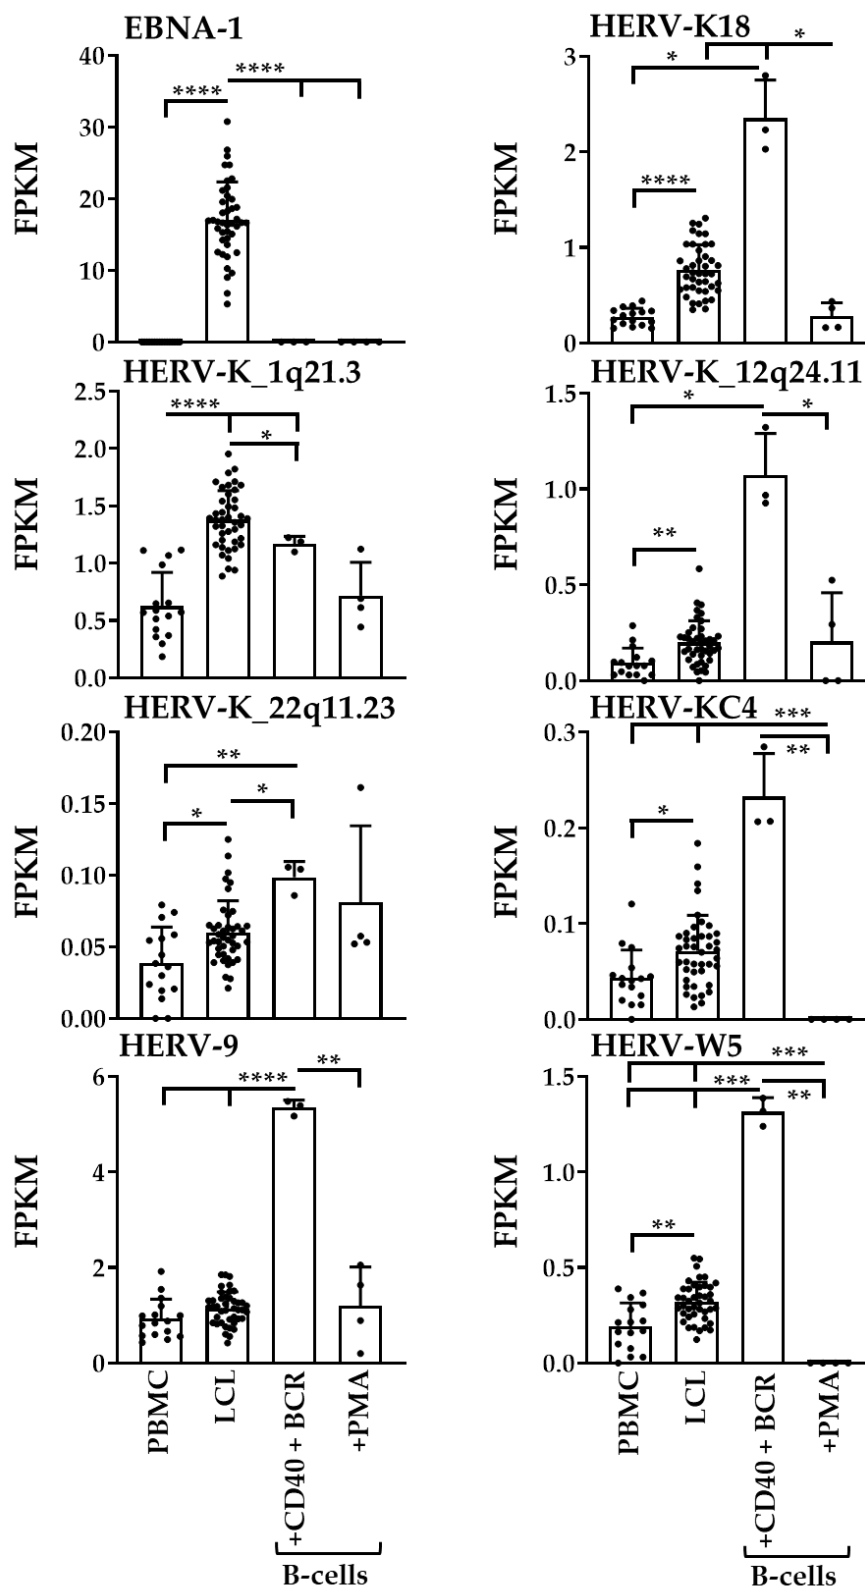 EBNA-1
40
30
20
10
0
FPKM
****
****
HERV-K18
3
2
1
0
FPKM
*
*
****
HERV-K_1q21.3
2.5
2.0
1.5
1.0
0.5
0.0
FPKM
****
*
HERV-K_12q24.11
1.5
1.0
0.5
0.0
FPKM
*
*
**
HERV-K_22q11.23
0.20
0.15
0.10
0.05
0.00
FPKM
**
*
*
HERV-KC4
0.3
0.2
0.1
0.0
FPKM
***
**
*
HERV-9
6
4
2
0
FPKM
****
**
HERV-W5
1.5
1.0
0.5
0.0
FPKM
***
***
**
**
PBMC
LCL
+CD40 + BCR
+PMA
B-cells
PBMC
LCL
+CD40 + BCR
+PMA
B-cells